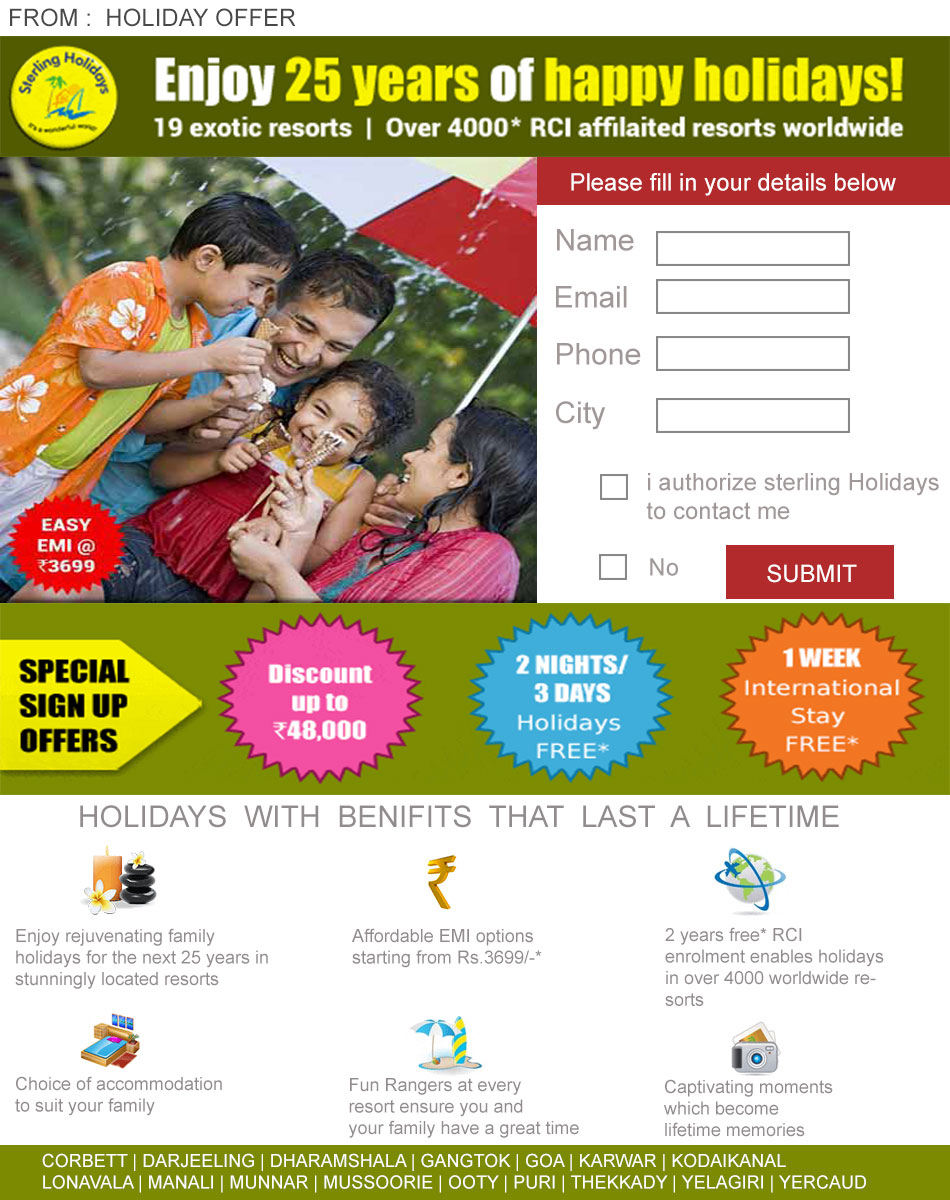 FROM : HOLIDAY OFFER
Sterling Holidays
It's a wonderful world!
Enjoy 25 years of happy holidays!
19 exotic resorts | Over 4000* RCI affilaited resorts worldwide
Please fill in your details below
Name
Email
Phone
City
i authorize sterling Holidays
to contact me
No
SUBMIT
EASY
EMI @
₹3699
SPECIAL
SIGN UP
OFFERS
Discount
up to
₹48,000
2 NIGHTS/
3 DAYS
Holidays
FREE*
1 WEEK
International
Stay
FREE*
HOLIDAYS WITH BENIFITS THAT LAST A LIFETIME
Enjoy rejuvenating family
holidays for the next 25 years in
stunningly located resorts
Affordable EMI options
starting from Rs.3699/-*
2 years free* RCI
enrolment enables holidays
in over 4000 worldwide re-
sorts
Choice of accommodation
to suit your family
Fun Rangers at every
resort ensure you and
your family have a great time
Captivating moments
which become
lifetime memories
CORBETT | DARJEELING | DHARAMSHALA | GANGTOK | GOA | KARWAR | KODAIKANAL
LONAVALA | MANALI | MUNNAR | MUSSOORIE | OOTY | PURI | THEKKADY | YELAGIRI | YERCAUD